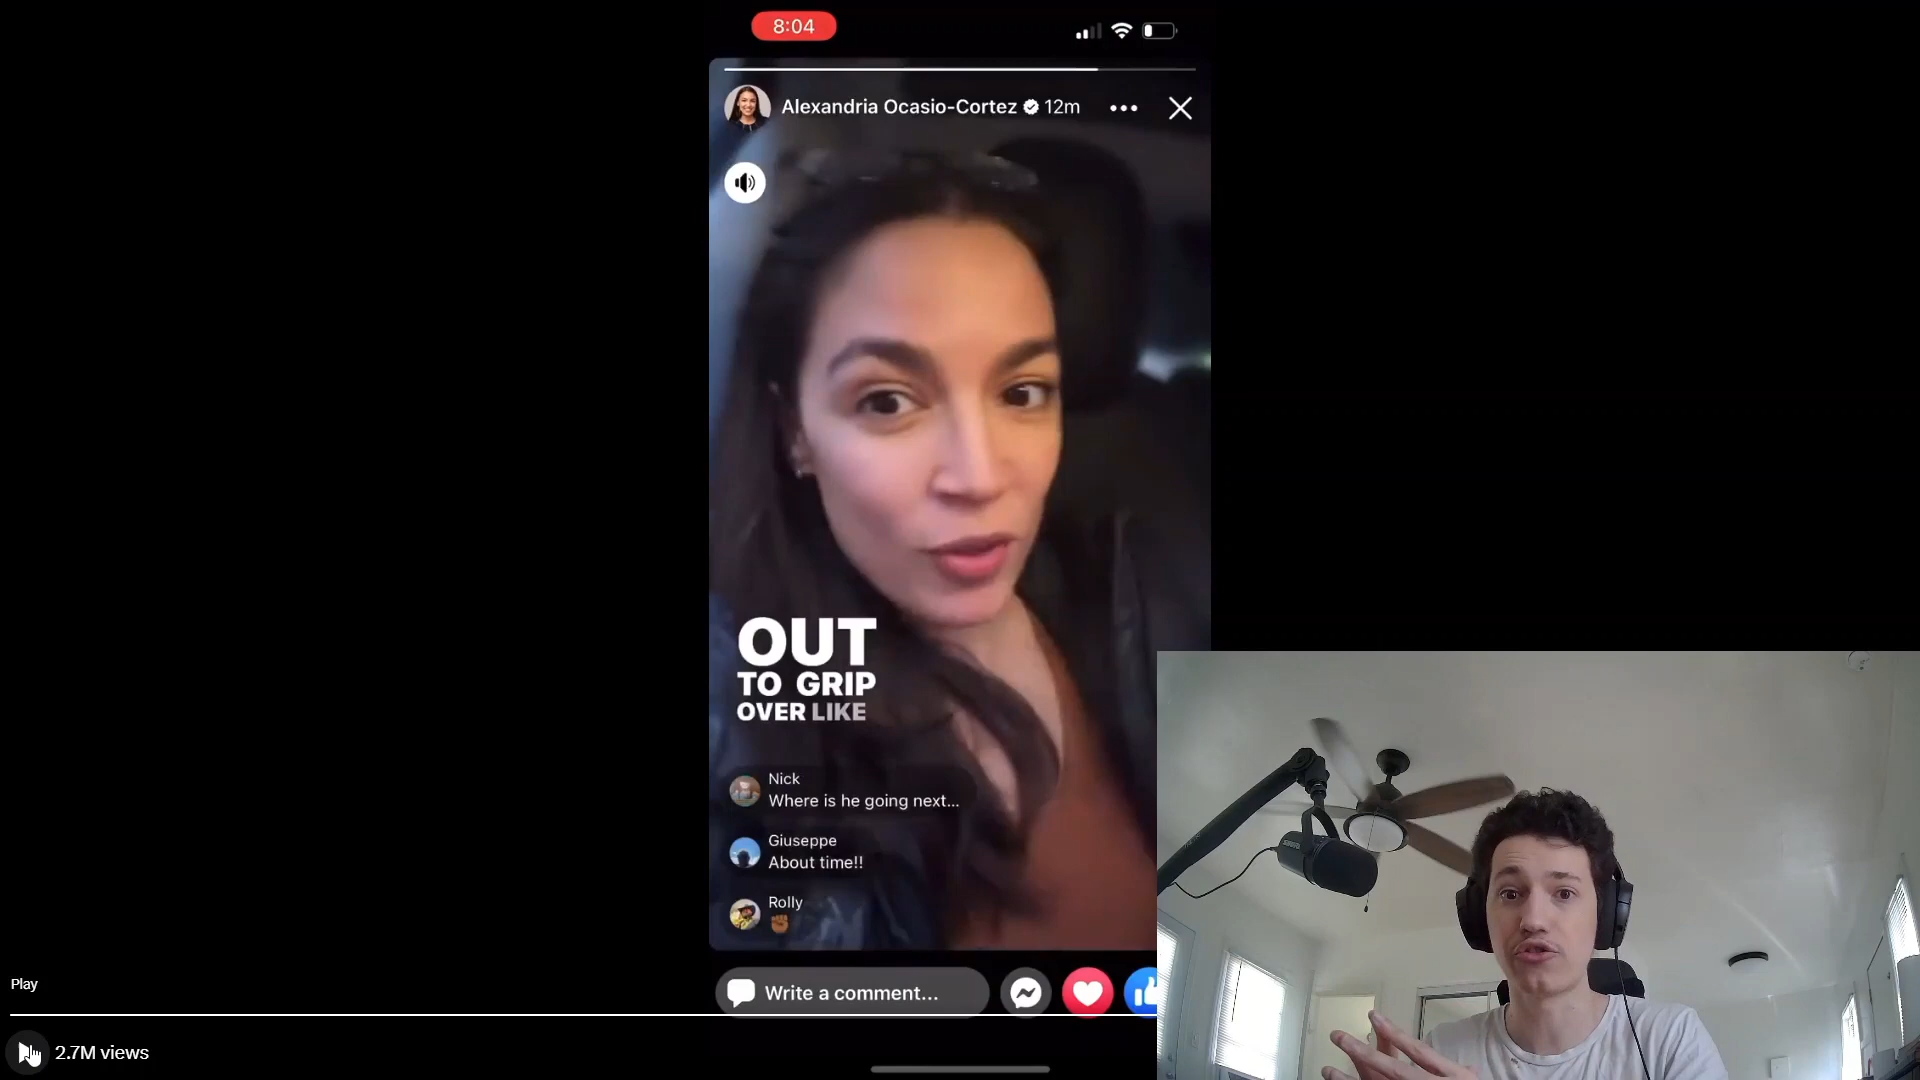 8:04
Alexandria Ocasio-Cortez 12m
OUT
TO GRIP
OVER LIKE
Nick
Where is he going next...
Giuseppe
About time!!
Rolly
Write a comment...
Play
2.7M views